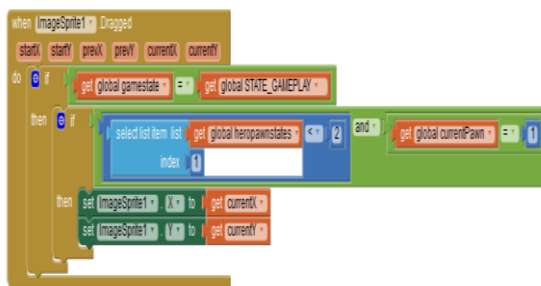 when ImageSprite1 .Dragged
startX startY prevX prevY currentX currentY
do if get global gamestate = get global STATE_GAMEPLAY
then if select list item list get global heropawnstates < 2 and get global currentPawn = 1
index 1
then set ImageSprite1 . X to get currentX
set ImageSprite1 . Y to get currentY